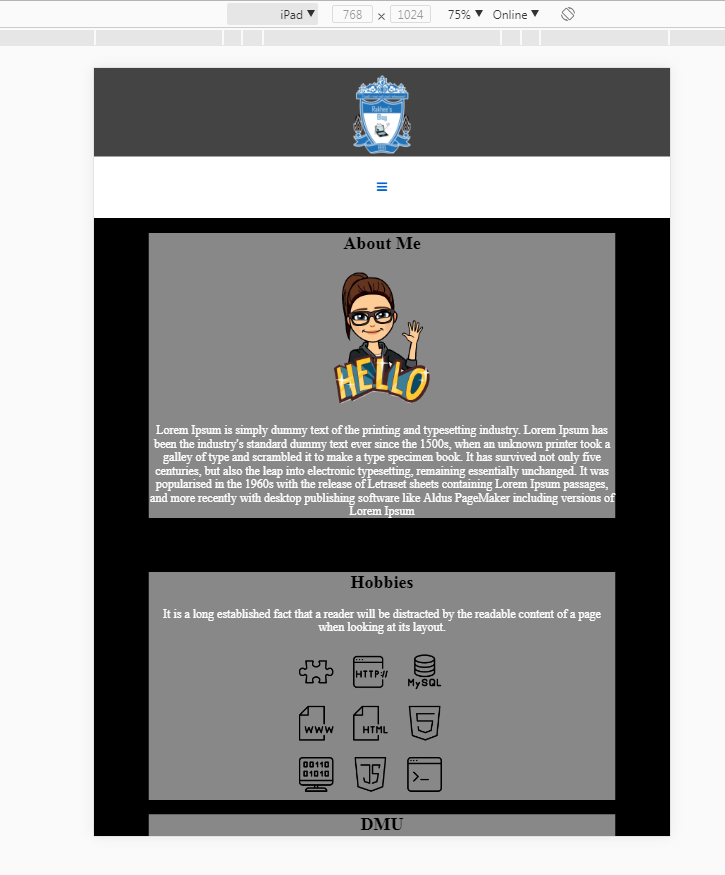 iPad ▼ 768 × 1024 75% ▼ Online ▼
Rakhee's
Blog
≡
About Me
HELLO
Lorem Ipsum is simply dummy text of the printing and typesetting industry. Lorem Ipsum has
been the industry's standard dummy text ever since the 1500s, when an unknown printer took a
galley of type and scrambled it to make a type specimen book. It has survived not only five
centuries, but also the leap into electronic typesetting, remaining essentially unchanged. It was
popularised in the 1960s with the release of Letraset sheets containing Lorem Ipsum passages,
and more recently with desktop publishing software like Aldus PageMaker including versions of
Lorem Ipsum
Hobbies
It is a long established fact that a reader will be distracted by the readable content of a page
when looking at its layout.
HTTP:// MySQL
WWW HTML 5
00110
01010 JS >_
DMU